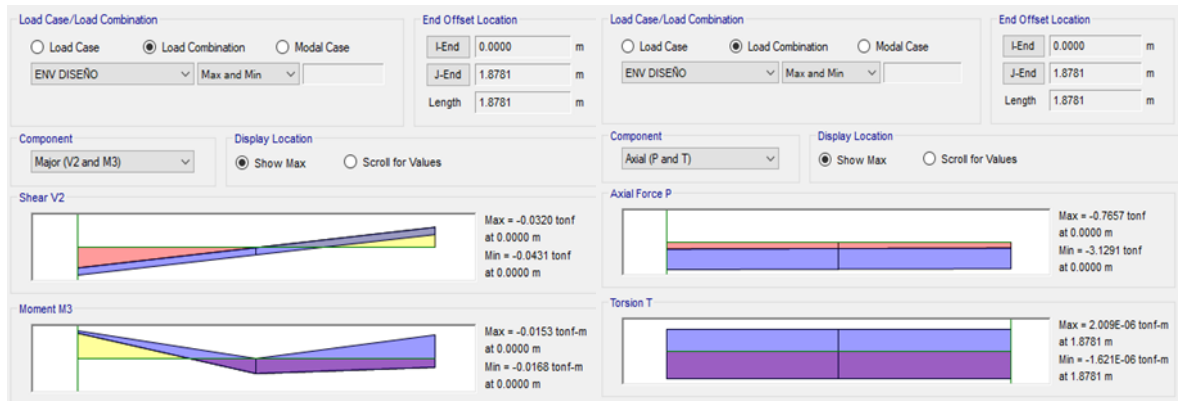 Load Case/Load Combination
Load Case
Load Combination
Modal Case
ENV DISEÑO
Max and Min
End Offset Location
I-End 0.0000 m
J-End 1.8781 m
Length 1.8781 m
Component
Major (V2 and M3)
Display Location
Show Max
Scroll for Values
Shear V2
Max = -0.0320 tonf
at 0.0000 m
Min = -0.0431 tonf
at 0.0000 m
Moment M3
Max = -0.0153 tonf-m
at 0.0000 m
Min = -0.0168 tonf-m
at 0.0000 m
Load Case/Load Combination
Load Case
Load Combination
Modal Case
ENV DISEÑO
Max and Min
End Offset Location
I-End 0.0000 m
J-End 1.8781 m
Length 1.8781 m
Component
Axial (P and T)
Display Location
Show Max
Scroll for Values
Axial Force P
Max = -0.7657 tonf
at 0.0000 m
Min = -3.1291 tonf
at 0.0000 m
Torsion T
Max = 2.009E-06 tonf-m
at 1.8781 m
Min = -1.621E-06 tonf-m
at 1.8781 m